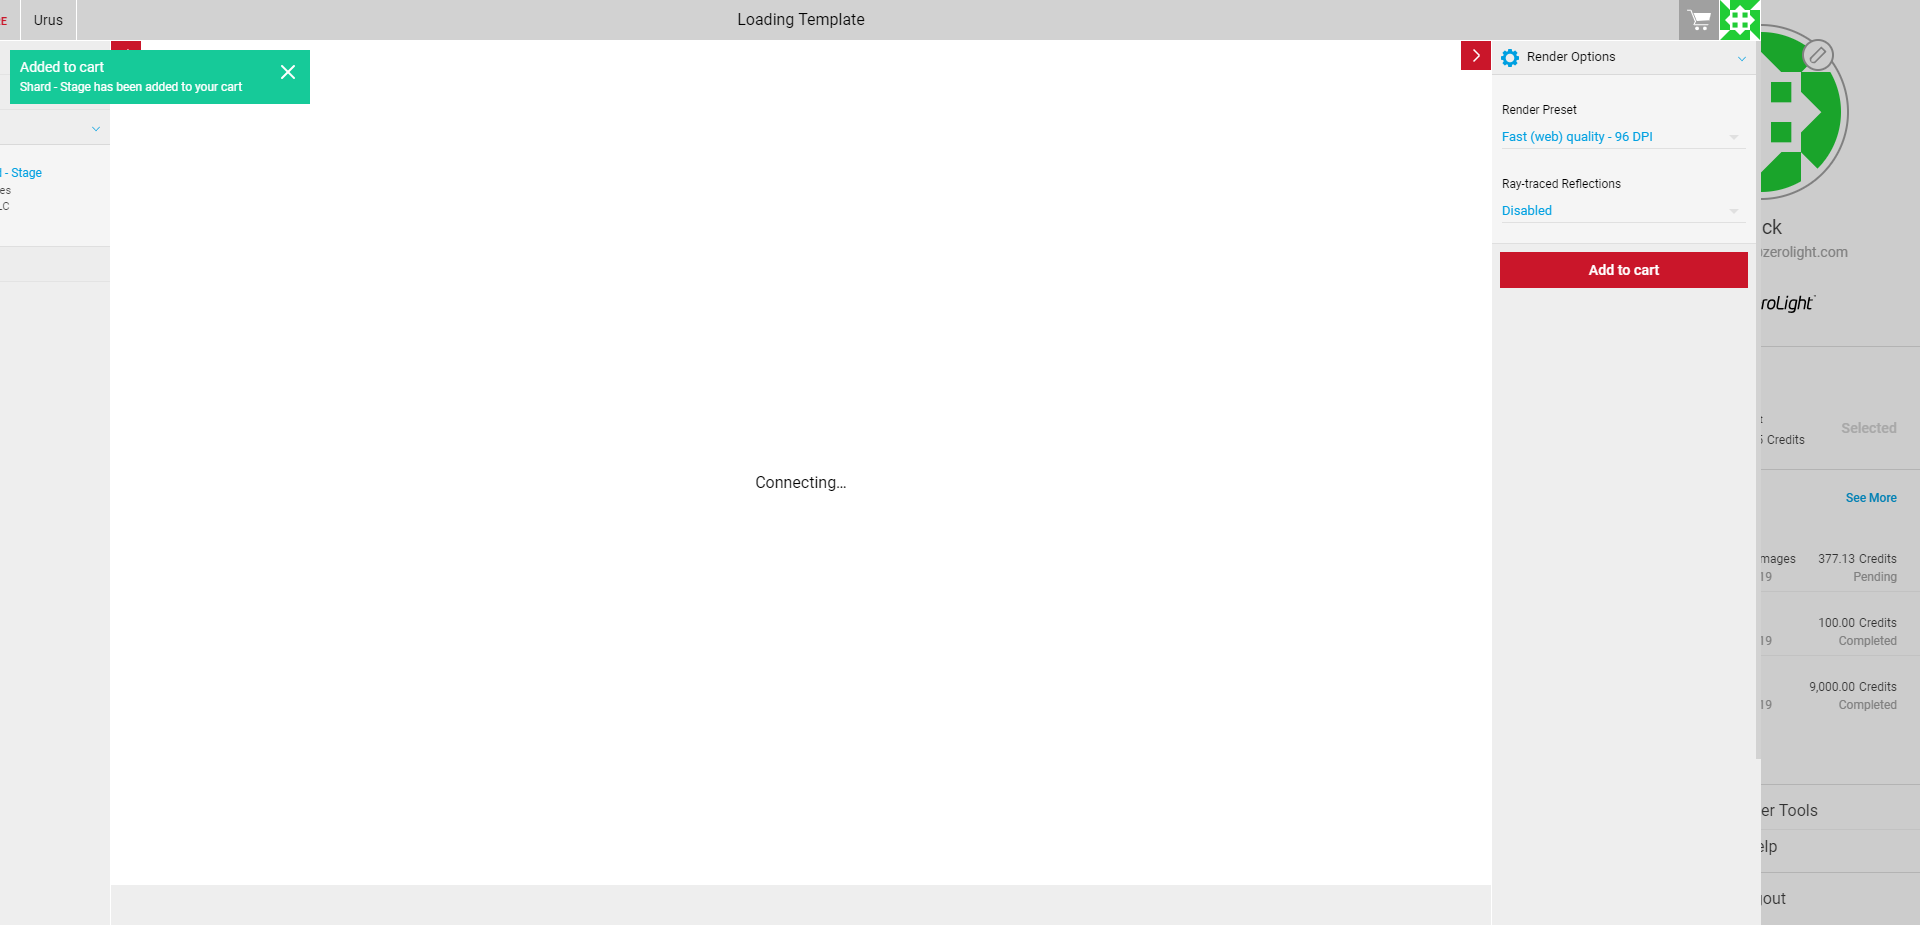 E
Urus
Loading Template
Added to cart
Shard - Stage has been added to your cart
- Stage
es
LC
Connecting...
Render Options
Render Preset
Fast (web) quality - 96 DPI
Ray-traced Reflections
Disabled
Add to cart
ck
zerolight.com
roLight
Selected
5 Credits
See More
mages
377.13 Credits
19
Pending
100.00 Credits
19
Completed
9,000.00 Credits
19
Completed
er Tools
elp
out